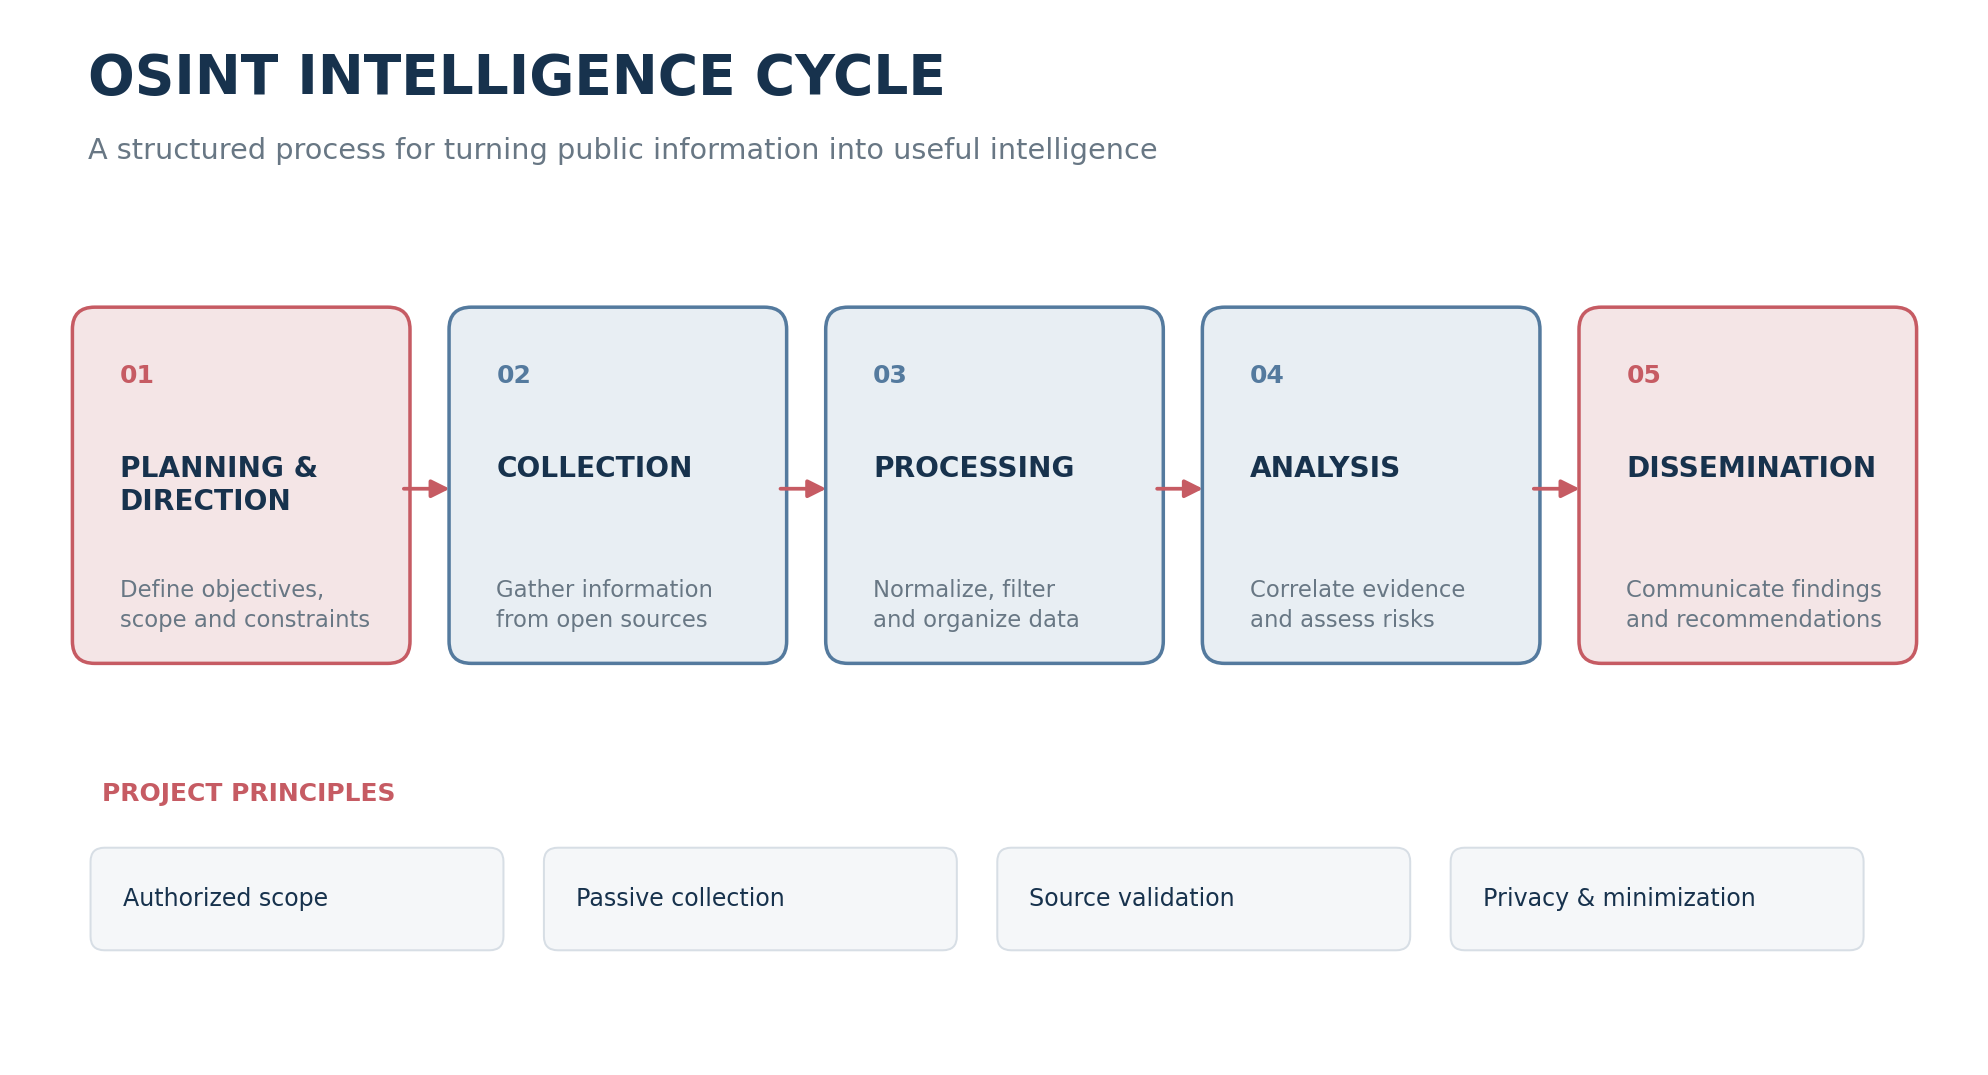 OSINT INTELLIGENCE CYCLE
A structured process for turning public information into useful intelligence
01
PLANNING &
DIRECTION
Define objectives,
scope and constraints
02
COLLECTION
Gather information
from open sources
03
PROCESSING
Normalize, filter
and organize data
04
ANALYSIS
Correlate evidence
and assess risks
05
DISSEMINATION
Communicate findings
and recommendations
PROJECT PRINCIPLES
Authorized scope
Passive collection
Source validation
Privacy & minimization